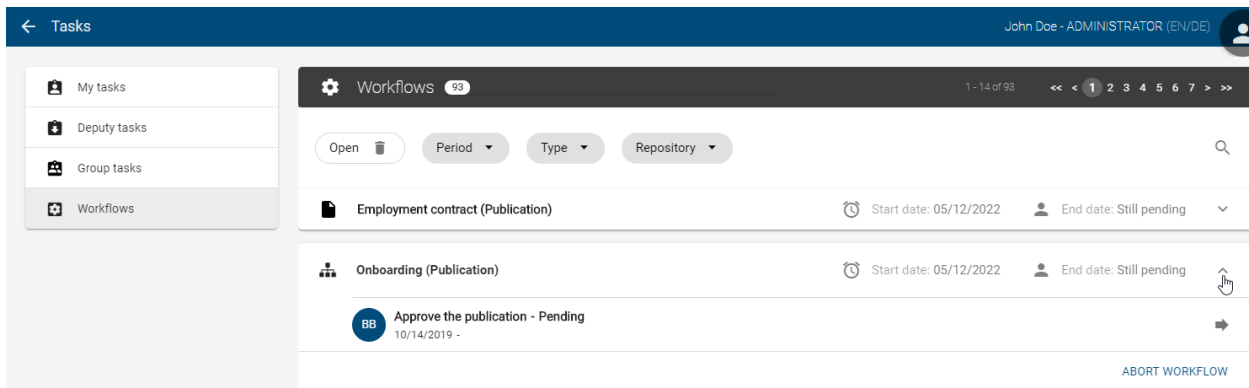 Tasks
John Doe - ADMINISTRATOR (EN/DE)
My tasks
Deputy tasks
Group tasks
Workflows
Workflows 93
1 - 14 of 93 << < 1 2 3 4 5 6 7 > >>
Open Period Type Repository
Employment contract (Publication) Start date: 05/12/2022 End date: Still pending
Onboarding (Publication) Start date: 05/12/2022 End date: Still pending
BB
Approve the publication - Pending
10/14/2019 -
ABORT WORKFLOW